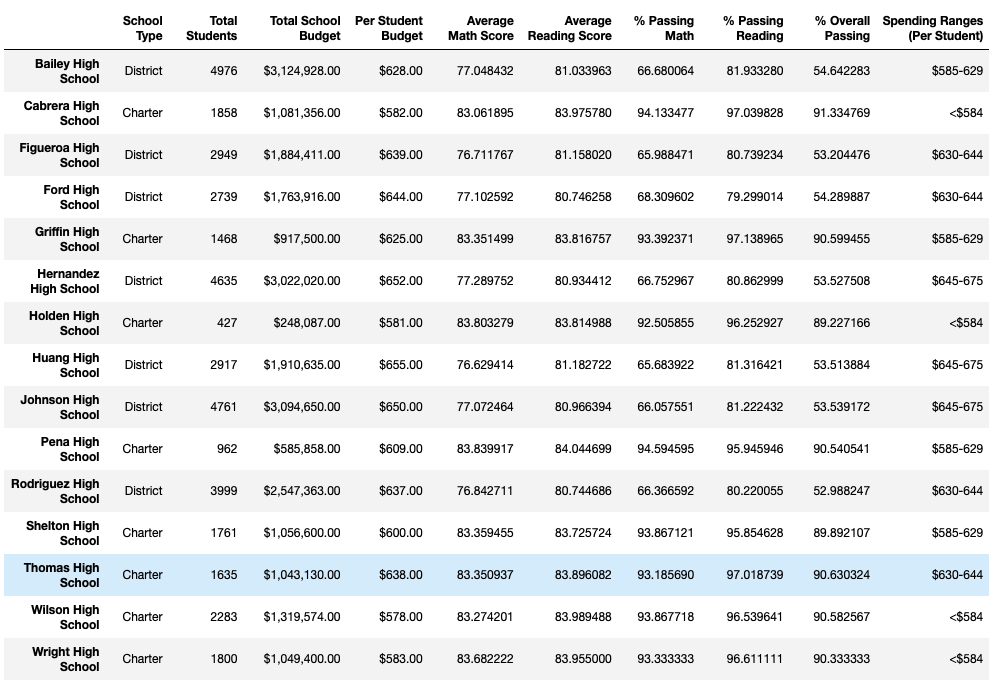 School Type Total Students Total School Budget Per Student Budget Average Math Score Average Reading Score % Passing Math % Passing Reading % Overall Passing Spending Ranges (Per Student)
Bailey High School District 4976 $3,124,928.00 $628.00 77.048432 81.033963 66.680064 81.933280 54.642283 $585-629
Cabrera High School Charter 1858 $1,081,356.00 $582.00 83.061895 83.975780 94.133477 97.039828 91.334769 <$584
Figueroa High School District 2949 $1,884,411.00 $639.00 76.711767 81.158020 65.988471 80.739234 53.204476 $630-644
Ford High School District 2739 $1,763,916.00 $644.00 77.102592 80.746258 68.309602 79.299014 54.289887 $630-644
Griffin High School Charter 1468 $917,500.00 $625.00 83.351499 83.816757 93.392371 97.138965 90.599455 $585-629
Hernandez High School District 4635 $3,022,020.00 $652.00 77.289752 80.934412 66.752967 80.862999 53.527508 $645-675
Holden High School Charter 427 $248,087.00 $581.00 83.803279 83.814988 92.505855 96.252927 89.227166 <$584
Huang High School District 2917 $1,910,635.00 $655.00 76.629414 81.182722 65.683922 81.316421 53.513884 $645-675
Johnson High School District 4761 $3,094,650.00 $650.00 77.072464 80.966394 66.057551 81.222432 53.539172 $645-675
Pena High School Charter 962 $585,858.00 $609.00 83.839917 84.044699 94.594595 95.945946 90.540541 $585-629
Rodriguez High School District 3999 $2,547,363.00 $637.00 76.842711 80.744686 66.366592 80.220055 52.988247 $630-644
Shelton High School Charter 1761 $1,056,600.00 $600.00 83.359455 83.725724 93.867121 95.854628 89.892107 $585-629
Thomas High School Charter 1635 $1,043,130.00 $638.00 83.350937 83.896082 93.185690 97.018739 90.630324 $630-644
Wilson High School Charter 2283 $1,319,574.00 $578.00 83.274201 83.989488 93.867718 96.539641 90.582567 <$584
Wright High School Charter 1800 $1,049,400.00 $583.00 83.682222 83.955000 93.333333 96.611111 90.333333 <$584